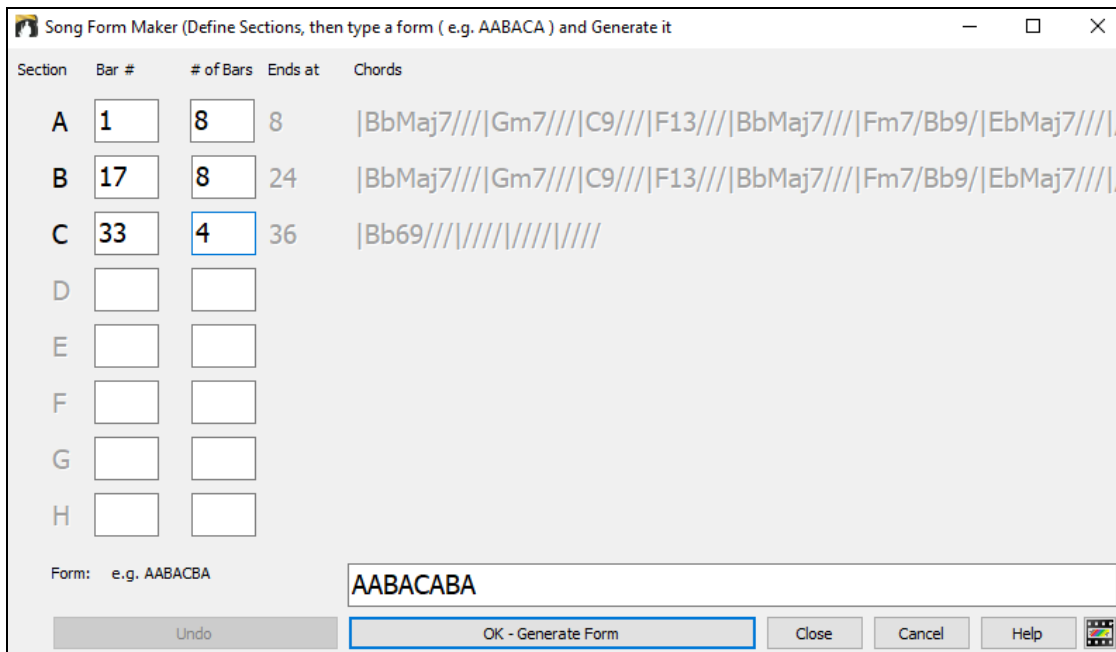 Song Form Maker (Define Sections, then type a form ( e.g. AABACA ) and Generate it
Section Bar # # of Bars Ends at Chords
A 1 8 8 |BbMaj7///|Gm7///|C9///|F13///|BbMaj7///|Fm7/Bb9/|EbMaj7///|
B 17 8 24 |BbMaj7///|Gm7///|C9///|F13///|BbMaj7///|Fm7/Bb9/|EbMaj7///|
C 33 4 36 |Bb69///|////|////|////
D
E
F
G
H
Form: e.g. AABACBA AABACABA
Undo OK - Generate Form Close Cancel Help